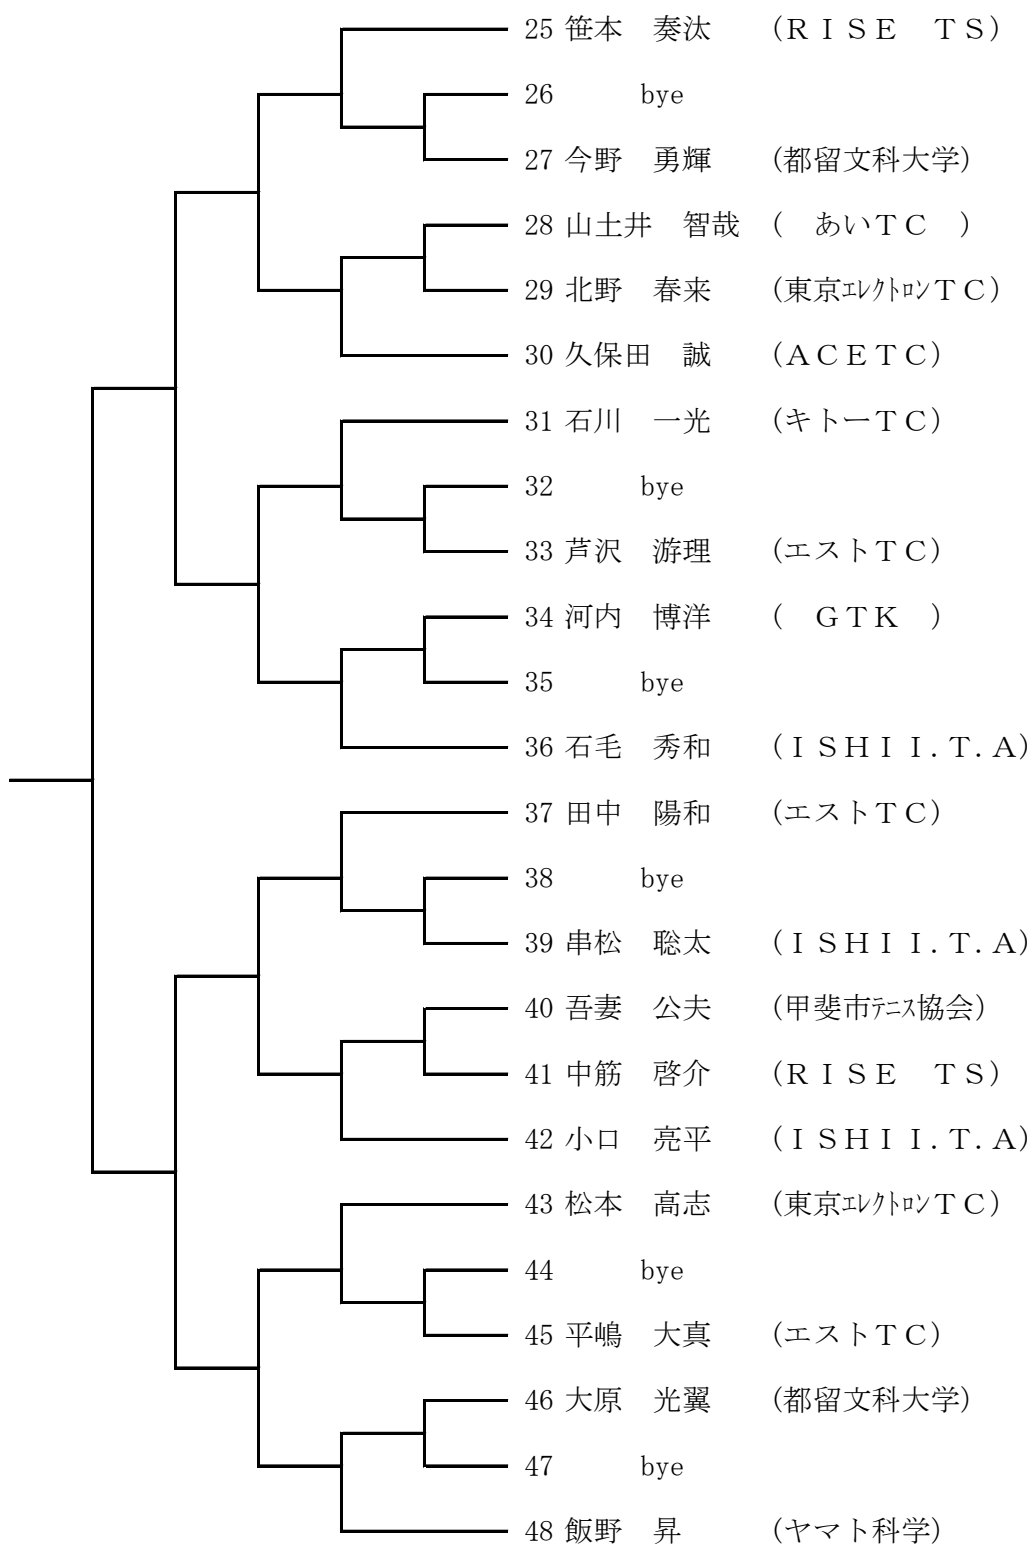 25 笹本　奏汰　（ＲＩＳＥ　ＴＳ）
26 bye
27 今野　勇輝　（都留文科大学）
28 山土井　智哉　（　あいＴＣ　）
29 北野　春来　（東京ｴﾚｸﾄﾛﾝＴＣ）
30 久保田　誠　（ＡＣＥＴＣ）
31 石川　一光　（キトーＴＣ）
32 bye
33 芦沢　游理　（エストＴＣ）
34 河内　博洋　（　ＧＴＫ　）
35 bye
36 石毛　秀和　（ＩＳＨＩＩ.Ｔ.Ａ）
37 田中　陽和　（エストＴＣ）
38 bye
39 串松　聡太　（ＩＳＨＩＩ.Ｔ.Ａ）
40 吾妻　公夫　（甲斐市ﾃﾆｽ協会）
41 中筋　啓介　（ＲＩＳＥ　ＴＳ）
42 小口　亮平　（ＩＳＨＩＩ.Ｔ.Ａ）
43 松本　高志　（東京ｴﾚｸﾄﾛﾝＴＣ）
44 bye
45 平嶋　大真　（エストＴＣ）
46 大原　光翼　（都留文科大学）
47 bye
48 飯野　昇　（ヤマト科学）